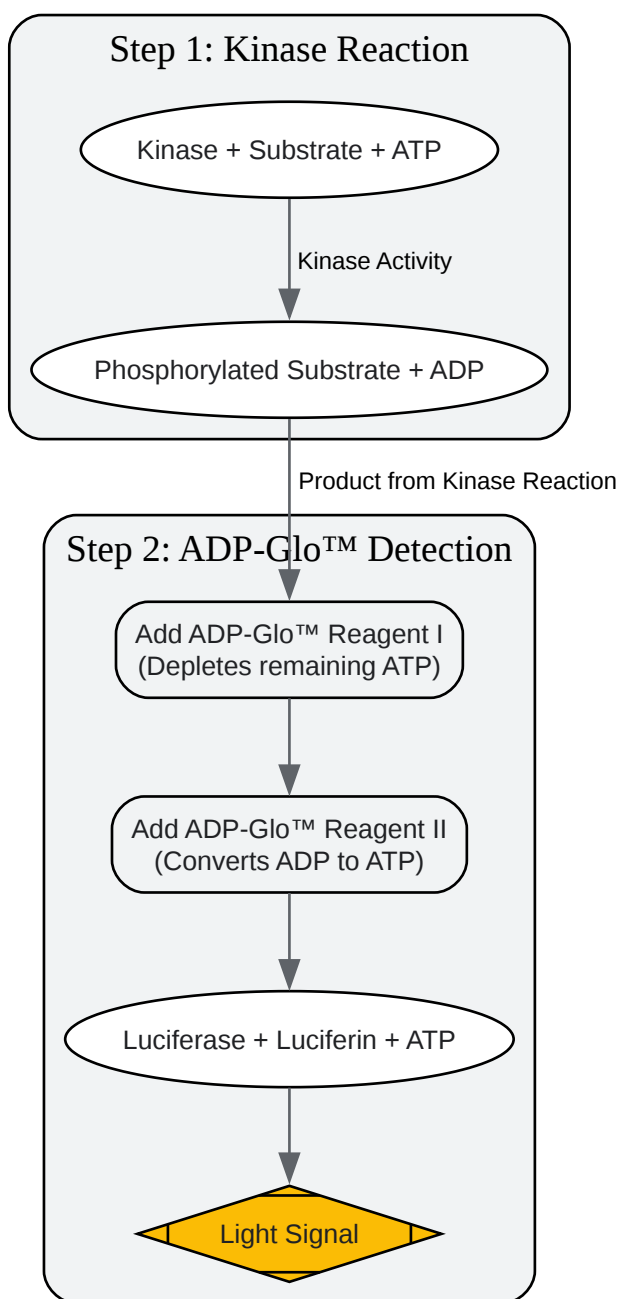 Step 1: Kinase Reaction
Kinase + Substrate + ATP
Kinase Activity
Phosphorylated Substrate + ADP
Product from Kinase Reaction
Step 2: ADP-Glo™ Detection
Add ADP-Glo™ Reagent I
(Depletes remaining ATP)
Add ADP-Glo™ Reagent II
(Converts ADP to ATP)
Luciferase + Luciferin + ATP
Light Signal